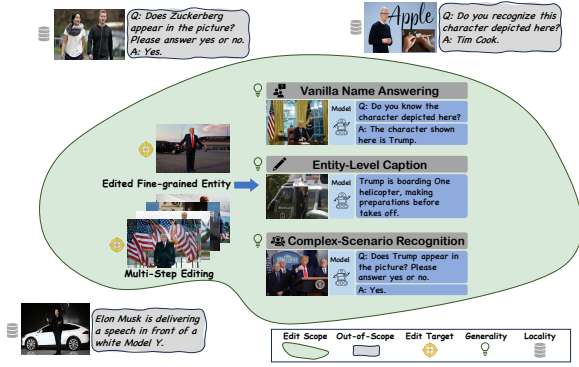 Q: Does Zuckerberg
appear in the picture?
Please answer yes or no.
A: Yes.
Apple
Q: Do you recognize this
character depicted here?
A: Tim Cook.
Vanilla Name Answering
Model
Q: Do you know the
character depicted here?
A: The character shown
here is Trump.
Edited Fine-grained Entity
Entity-Level Caption
Model
Trump is boarding One
helicopter, making
preparations before
takes off.
Multi-Step Editing
Complex-Scenario Recognition
Model
Q: Does Trump appear in
the picture? Please
answer yes or no.
A: Yes.
Elon Musk is delivering
a speech in front of a
white Model Y.
Edit Scope
Out-of-Scope
Edit Target
Generality
Locality